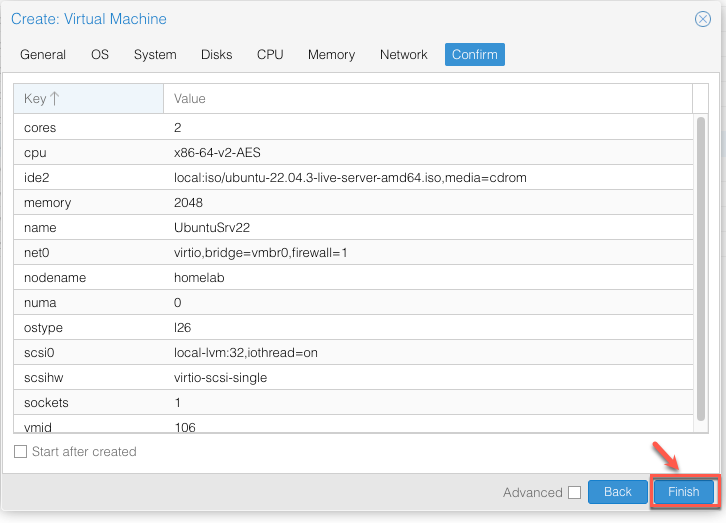 Create: Virtual Machine
General OS System Disks CPU Memory Network Confirm
Key Value
cores 2
cpu x86-64-v2-AES
ide2 local:iso/ubuntu-22.04.3-live-server-amd64.iso,media=cdrom
memory 2048
name UbuntuSrv22
net0 virtio,bridge=vmbr0,firewall=1
nodename homelab
numa 0
ostype l26
scsi0 local-lvm:32,iothread=on
scsihw virtio-scsi-single
sockets 1
vmid 106
Start after created
Advanced Back Finish